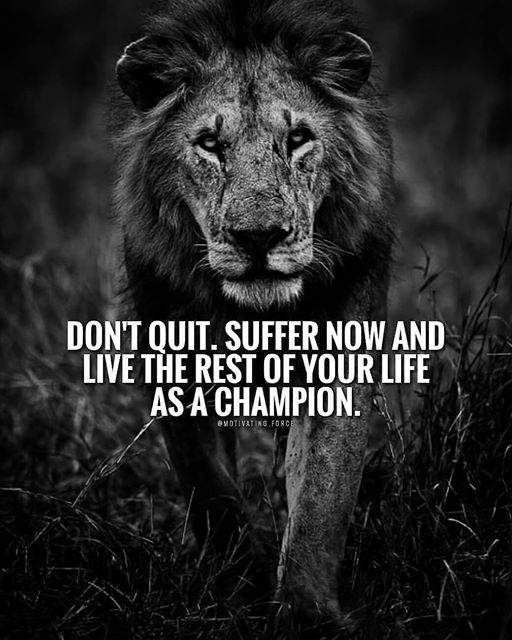 DON'T QUIT. SUFFER NOW AND
LIVE THE REST OF YOUR LIFE
AS A CHAMPION.
@MOTIVATING.FORCE